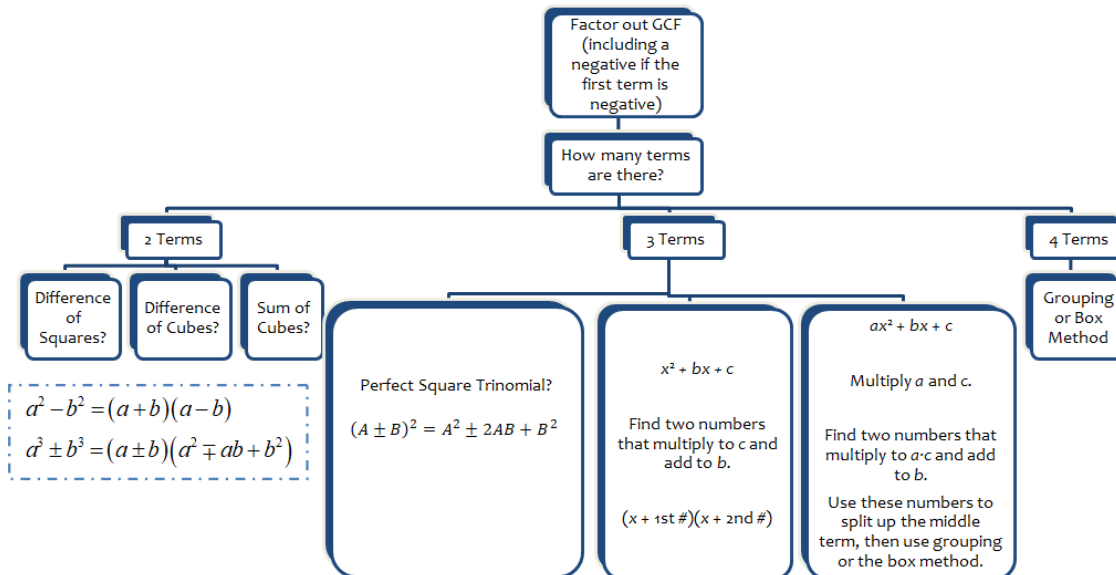 Factor out GCF
(including a
negative if the
first term is
negative)
How many terms
are there?
2 Terms
3 Terms
4 Terms
Difference
of
Squares?
Difference
of Cubes?
Sum of
Cubes?
Grouping
or Box
Method
a² − b² = (a + b)(a − b)
a³ ± b³ = (a ± b)(a² ∓ ab + b²)
Perfect Square Trinomial?
(A ± B)² = A² ± 2AB + B²
x² + bx + c
Find two numbers
that multiply to c and
add to b.
(x + 1st #)(x + 2nd #)
ax² + bx + c
Multiply a and c.
Find two numbers that
multiply to a·c and add
to b.
Use these numbers to
split up the middle
term, then use grouping
or the box method.